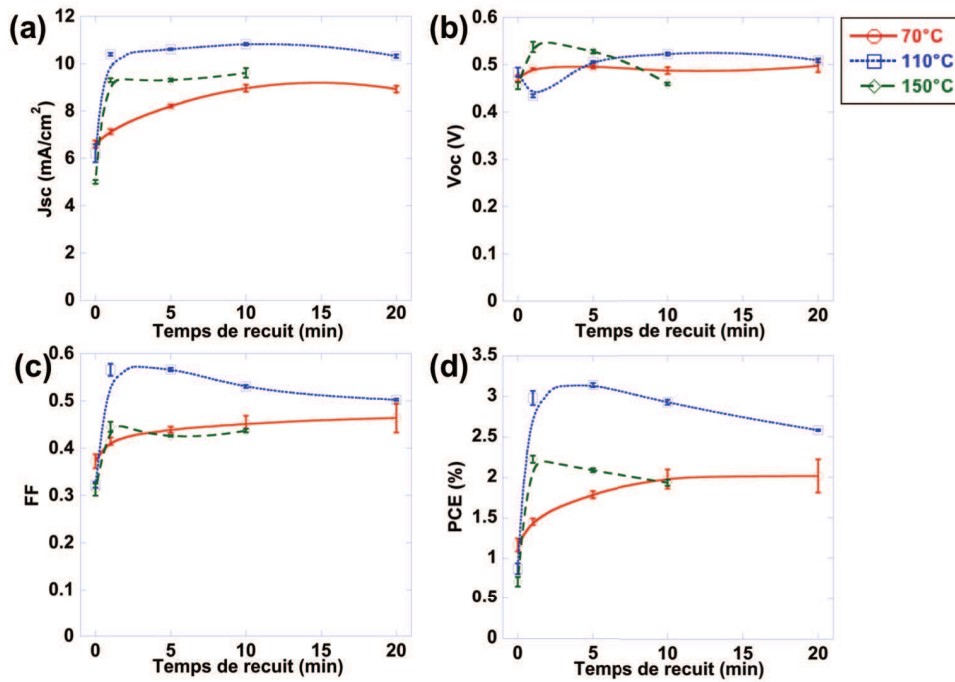 (a)
12
10
8
6
4
2
0
Jsc (mA/cm²)
0 5 10 15 20
Temps de recuit (min)
(b)
0.6
0.5
0.4
0.3
0.2
0.1
0
Voc (V)
0 5 10 15 20
Temps de recuit (min)
70°C
110°C
150°C
(c)
0.6
0.5
0.4
0.3
0.2
0.1
0
FF
0 5 10 15 20
Temps de recuit (min)
(d)
3.5
3
2.5
2
1.5
1
0.5
0
PCE (%)
0 5 10 15 20
Temps de recuit (min)